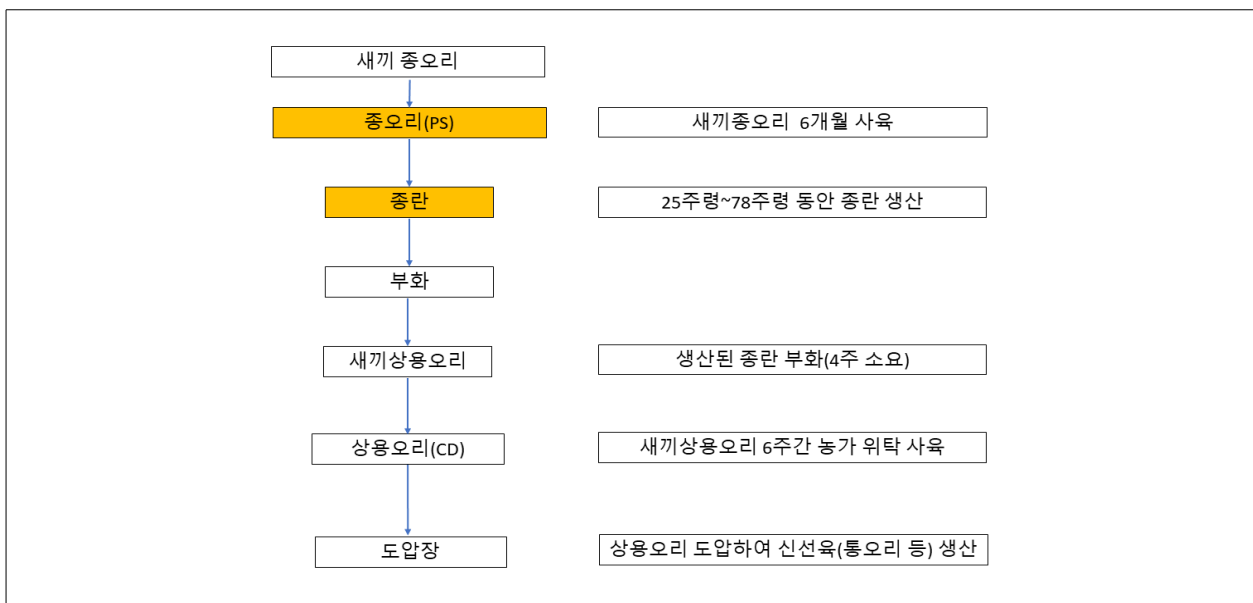 새끼 종오리
종오리(PS)
새끼종오리 6개월 사육
종란
25주령~78주령 동안 종란 생산
부화
새끼상용오리
생산된 종란 부화(4주 소요)
상용오리(CD)
새끼상용오리 6주간 농가 위탁 사육
도압장
상용오리 도압하여 신선육(통오리 등) 생산